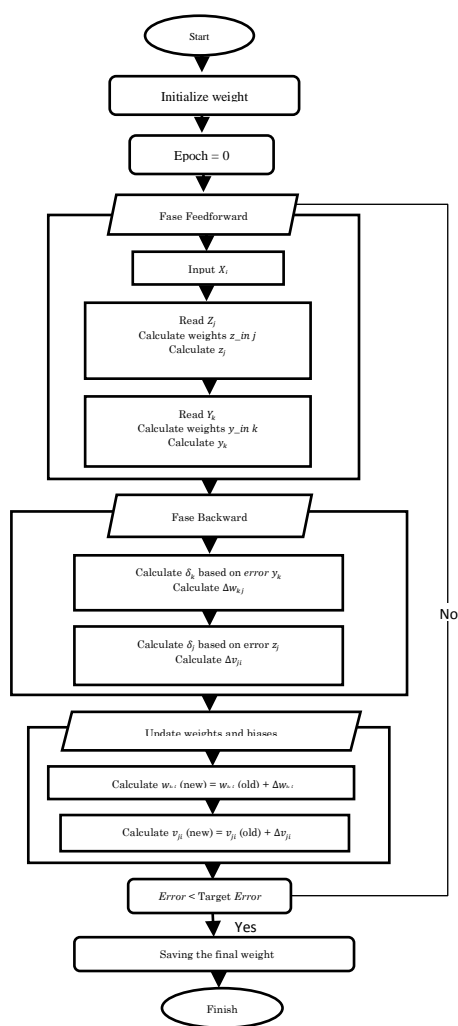 Start
Initialize weight
Epoch = 0
Fase Feedforward
Input Xᵢ
Read Zⱼ
Calculate weights z_in j
Calculate zⱼ
Read Yₖ
Calculate weights y_in k
Calculate yₖ
Fase Backward
Calculate δₖ based on error yₖ
Calculate Δwₖⱼ
Calculate δⱼ based on error zⱼ
Calculate Δvⱼᵢ
No
Update weights and biases
Calculate wₖⱼ (new) = wₖⱼ (old) + Δwₖⱼ
Calculate vⱼᵢ (new) = vⱼᵢ (old) + Δvⱼᵢ
Error < Target Error
Yes
Saving the final weight
Finish